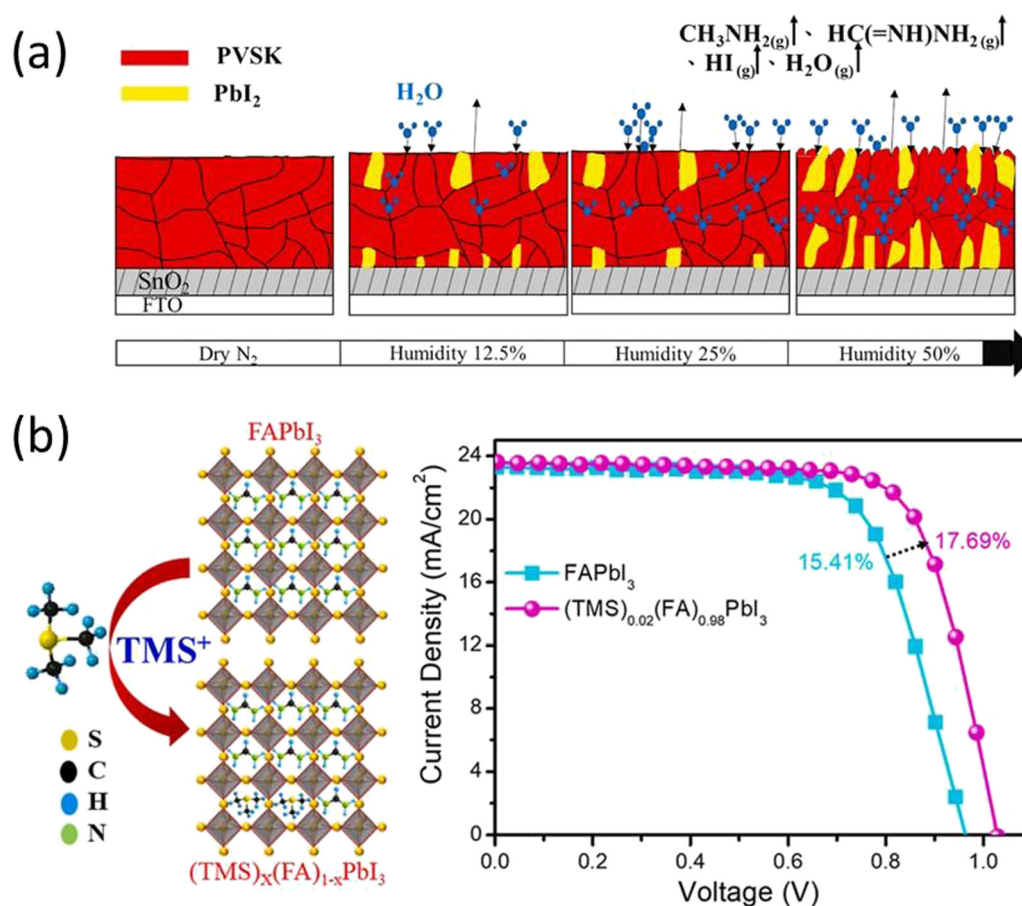 (a)
PVSK
PbI₂
CH₃NH₂(g)↑、 HC(=NH)NH₂(g)↑
、 HI(g)↑、 H₂O(g)↑
H₂O
SnO₂
FTO
Dry N₂
Humidity 12.5%
Humidity 25%
Humidity 50%
(b)
FAPbI₃
TMS⁺
S
C
H
N
(TMS)ₓ(FA)₁₋ₓPbI₃
Current Density (mA/cm²)
24
20
16
12
8
4
0
15.41%
17.69%
FAPbI₃
(TMS)₀.₀₂(FA)₀.₉₈PbI₃
0.0 0.2 0.4 0.6 0.8 1.0
Voltage (V)